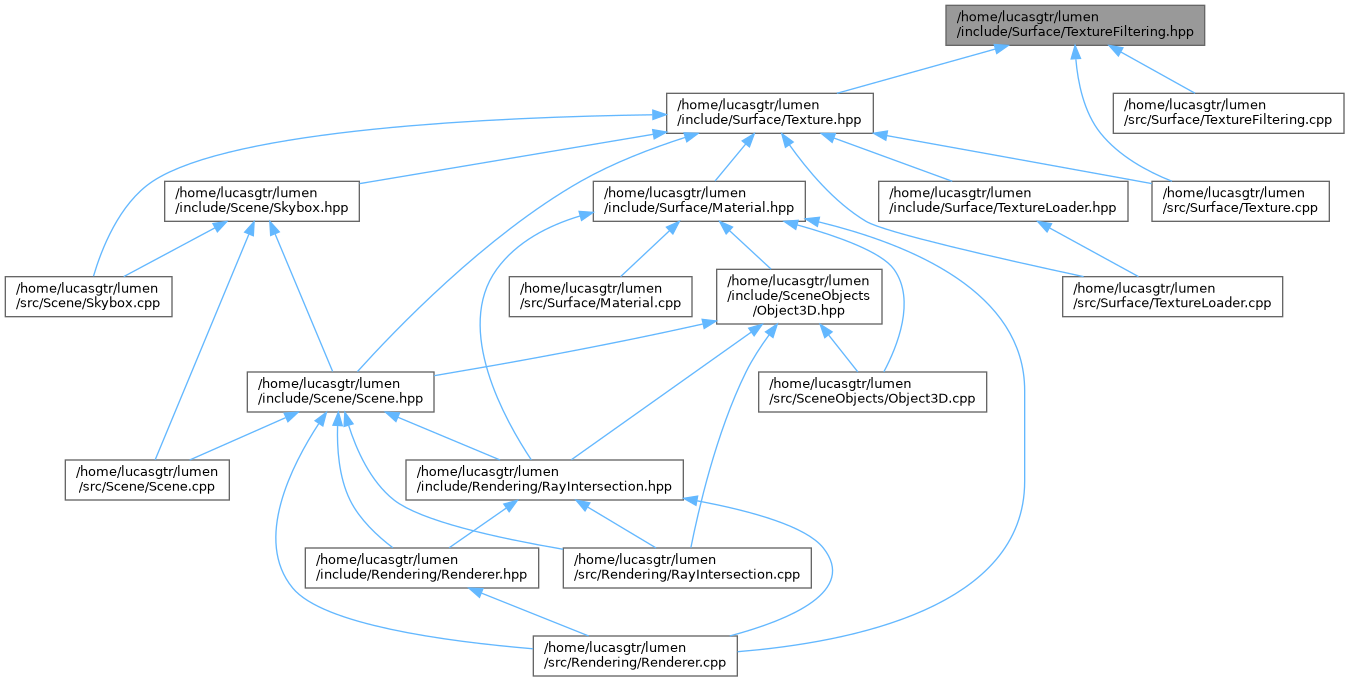 /home/lucasgtr/lumen
/include/Surface/TextureFiltering.hpp
/home/lucasgtr/lumen
/include/Surface/Texture.hpp
/home/lucasgtr/lumen
/src/Surface/TextureFiltering.cpp
/home/lucasgtr/lumen
/include/Scene/Skybox.hpp
/home/lucasgtr/lumen
/include/Surface/Material.hpp
/home/lucasgtr/lumen
/include/Surface/TextureLoader.hpp
/home/lucasgtr/lumen
/src/Surface/Texture.cpp
/home/lucasgtr/lumen
/src/Scene/Skybox.cpp
/home/lucasgtr/lumen
/src/Surface/Material.cpp
/home/lucasgtr/lumen
/include/SceneObjects
/Object3D.hpp
/home/lucasgtr/lumen
/src/Surface/TextureLoader.cpp
/home/lucasgtr/lumen
/include/Scene/Scene.hpp
/home/lucasgtr/lumen
/src/SceneObjects/Object3D.cpp
/home/lucasgtr/lumen
/src/Scene/Scene.cpp
/home/lucasgtr/lumen
/include/Rendering/RayIntersection.hpp
/home/lucasgtr/lumen
/include/Rendering/Renderer.hpp
/home/lucasgtr/lumen
/src/Rendering/RayIntersection.cpp
/home/lucasgtr/lumen
/src/Rendering/Renderer.cpp